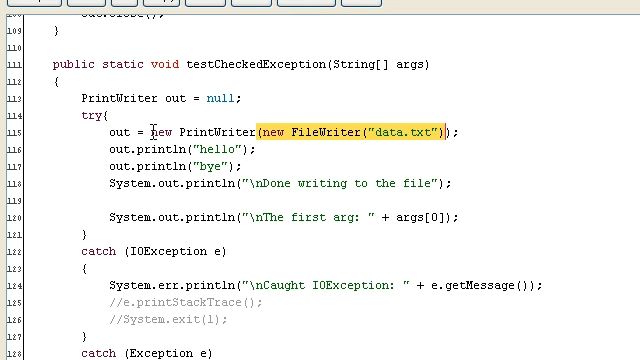 109 }
110
111 public static void testCheckedException(String[] args)
112 {
113 PrintWriter out = null;
114 try{
115 out = new PrintWriter(new FileWriter("data.txt"));
116 out.println("hello");
117 out.println("bye");
118 System.out.println("\nDone writing to the file");
119
120 System.out.println("\nThe first arg: " + args[0]);
121 }
122 catch (IOException e)
123 {
124 System.err.println("\nCaught IOException: " + e.getMessage());
125 //e.printStackTrace();
126 //System.exit(1);
127 }
128 catch (Exception e)